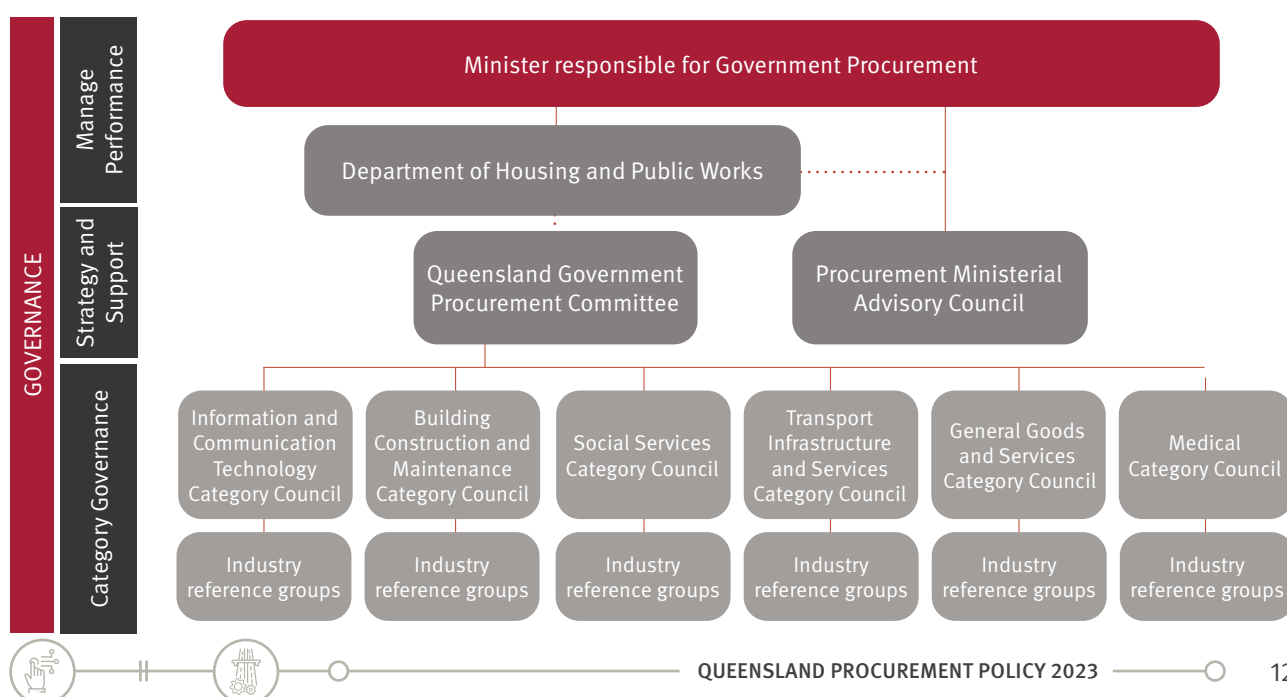 GOVERNANCE
Manage
Performance
Strategy and
Support
Category Governance
Minister responsible for Government Procurement
Department of Housing and Public Works
Queensland Government
Procurement Committee
Procurement Ministerial
Advisory Council
Information and
Communication
Technology
Category Council
Building
Construction and
Maintenance
Category Council
Social Services
Category Council
Transport
Infrastructure
and Services
Category Council
General Goods
and Services
Category Council
Medical
Category Council
Industry
reference groups
Industry
reference groups
Industry
reference groups
Industry
reference groups
Industry
reference groups
Industry
reference groups
QUEENSLAND PROCUREMENT POLICY 2023
12